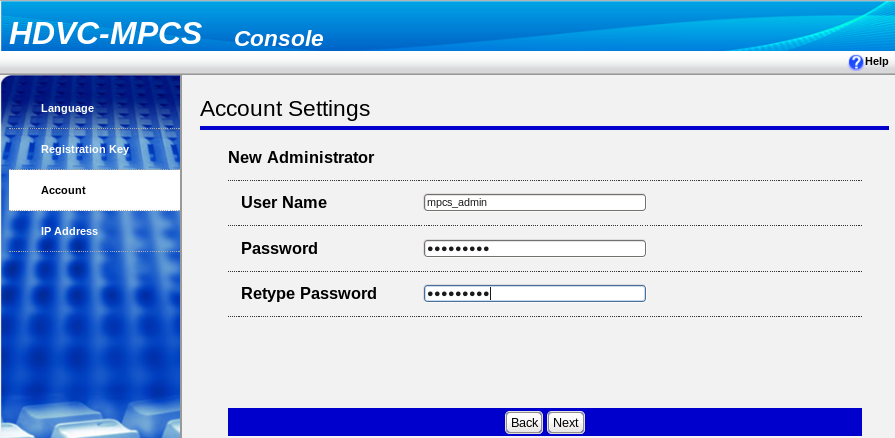 HDVC-MPCS Console
Help
Language
Registration Key
Account
IP Address
Account Settings
New Administrator
User Name mpcs_admin
Password ●●●●●●●●●
Retype Password ●●●●●●●●●
Back Next